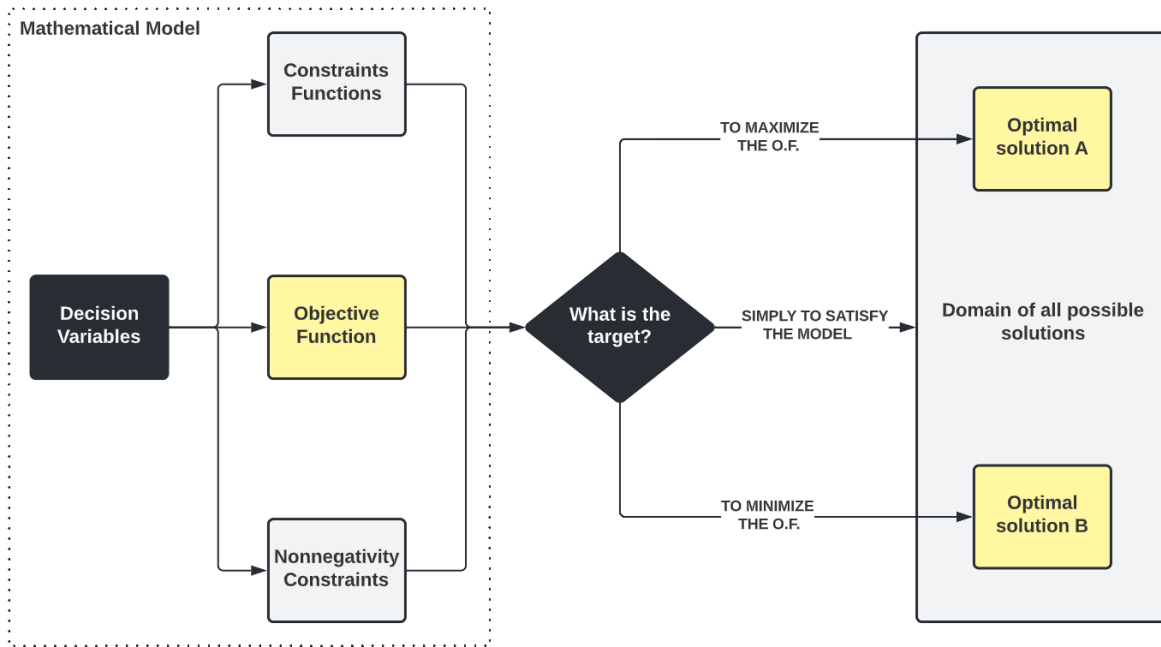 Mathematical Model
Constraints
Functions
Decision
Variables
Objective
Function
Nonnegativity
Constraints
What is the
target?
TO MAXIMIZE
THE O.F.
SIMPLY TO SATISFY
THE MODEL
TO MINIMIZE
THE O.F.
Optimal
solution A
Domain of all possible
solutions
Optimal
solution B